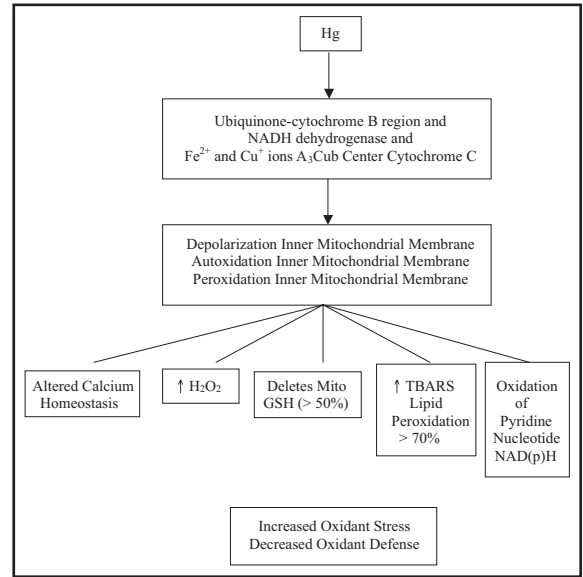 Hg
Ubiquinone-cytochrome B region and
NADH dehydrogenase and
Fe²⁺ and Cu⁺ ions A₃Cub Center Cytochrome C
Depolarization Inner Mitochondrial Membrane
Autoxidation Inner Mitochondrial Membrane
Peroxidation Inner Mitochondrial Membrane
Altered Calcium
Homeostasis
↑ H₂O₂
Deletes Mito
GSH (> 50%)
↑ TBARS
Lipid
Peroxidation
> 70%
Oxidation
of
Pyridine
Nucleotide
NAD(p)H
Increased Oxidant Stress
Decreased Oxidant Defense